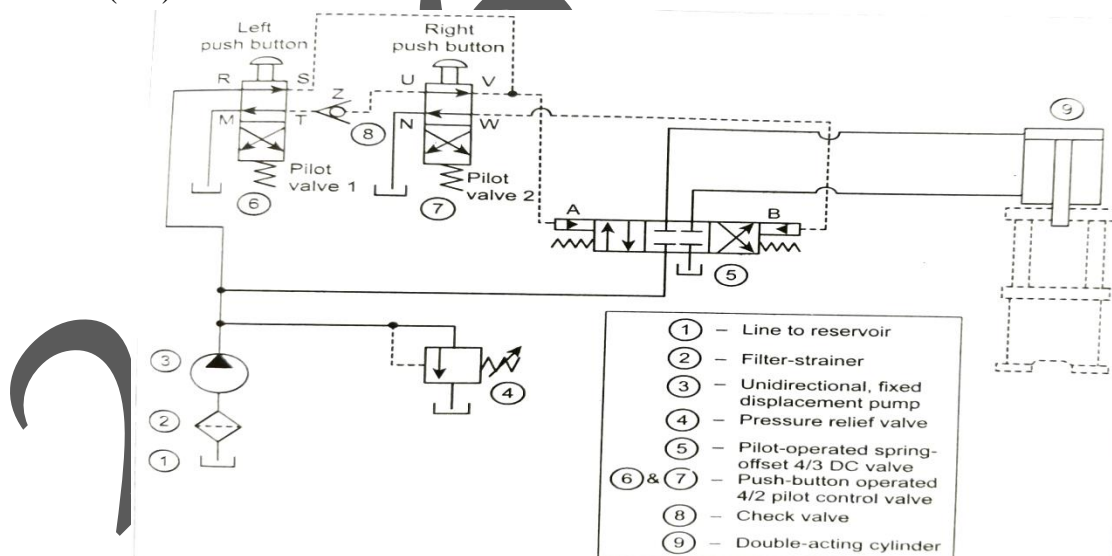 Left
push button
Right
push button
R
S
U
V
Z
M
T
N
W
8
9
Pilot
valve 1
6
Pilot
valve 2
7
A
B
5
3
4
2
1
1 – Line to reservoir
2 – Filter-strainer
3 – Unidirectional, fixed
displacement pump
4 – Pressure relief valve
5 – Pilot-operated spring-
offset 4/3 DC valve
6 & 7 – Push-button operated
4/2 pilot control valve
8 – Check valve
9 – Double-acting cylinder